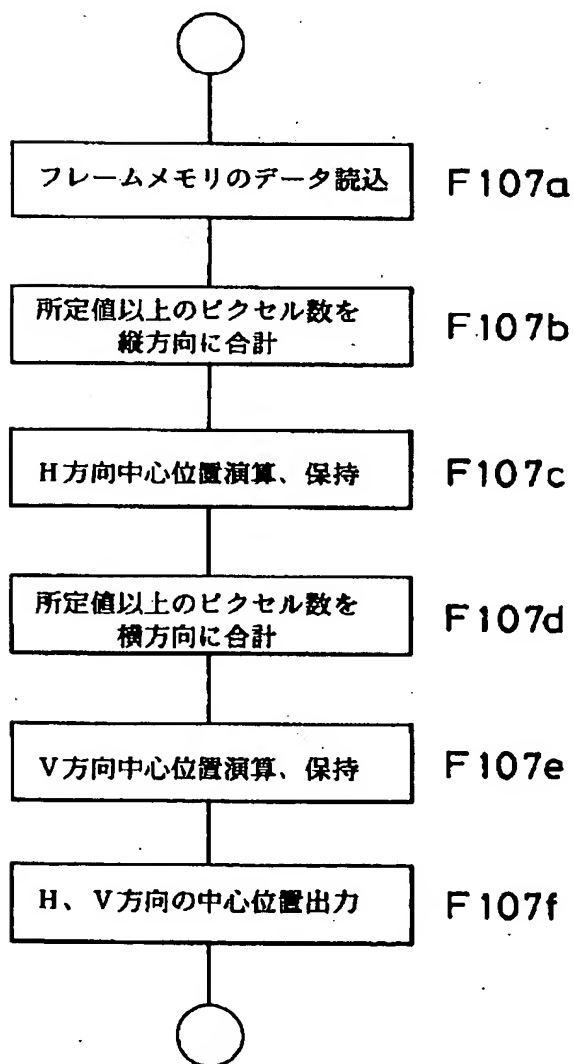 フレームメモリのデータ読込 F107a
所定値以上のピクセル数を
縦方向に合計 F107b
H方向中心位置演算、保持 F107c
所定値以上のピクセル数を
横方向に合計 F107d
V方向中心位置演算、保持 F107e
H、V方向の中心位置出力 F107f